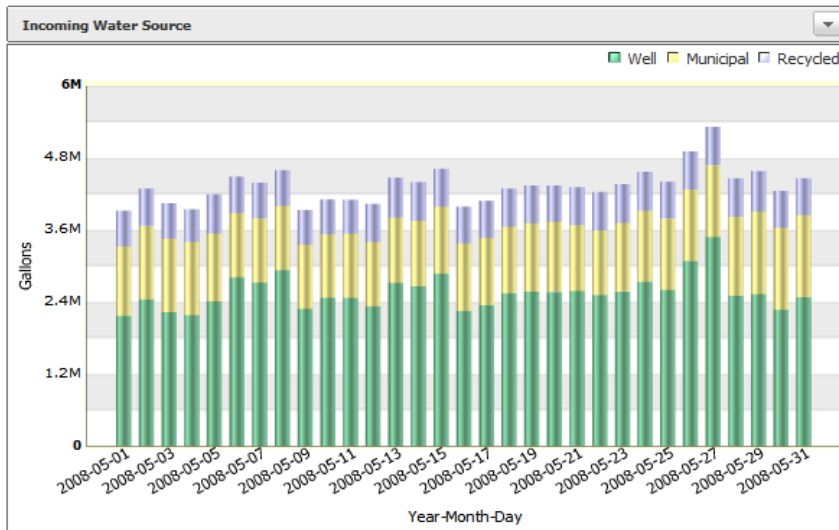 Incoming Water Source
Well Municipal Recycled
6M
4.8M
3.6M
2.4M
1.2M
0
Gallons
2008-05-01 2008-05-03 2008-05-05 2008-05-07 2008-05-09 2008-05-11 2008-05-13 2008-05-15 2008-05-17 2008-05-19 2008-05-21 2008-05-23 2008-05-25 2008-05-27 2008-05-29 2008-05-31
Year-Month-Day